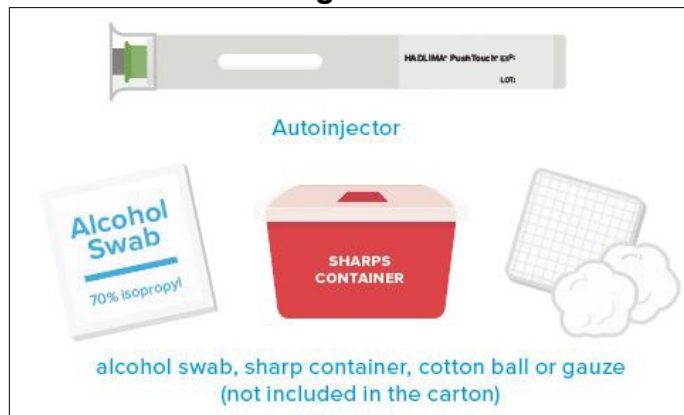 HADLIMA® PushTouch® EXP:
LOT:
Autoinjector
Alcohol
Swab
70% isopropyl
SHARPS
CONTAINER
alcohol swab, sharp container, cotton ball or gauze
(not included in the carton)